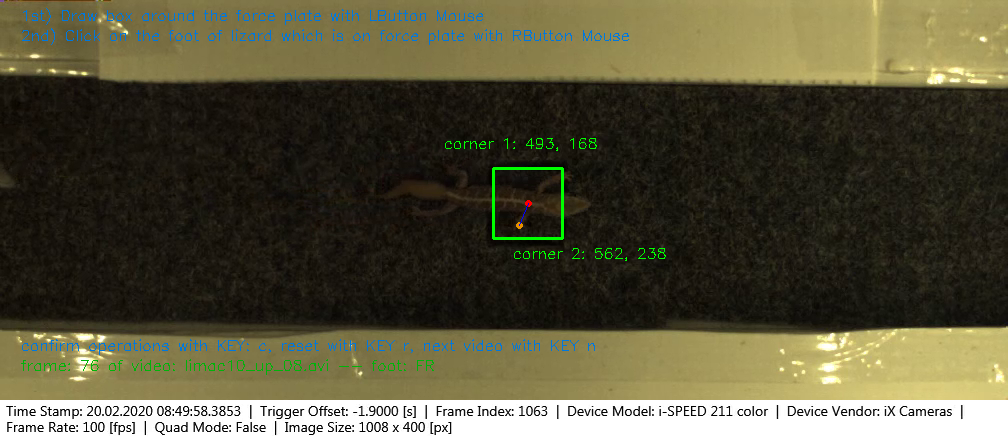 1st) Draw box around the force plate with LButton Mouse
2nd) Click on the foot of lizard which is on force plate with RButton Mouse
corner 1: 493, 168
corner 2: 562, 238
confirm operations with KEY: c, reset with KEY r, next video with KEY n
frame: 76 of video: limac10_up_08.avi -- foot: FR
Time Stamp: 20.02.2020 08:49:58.3853 | Trigger Offset: -1.9000 [s] | Frame Index: 1063 | Device Model: i-SPEED 211 color | Device Vendor: iX Cameras |
Frame Rate: 100 [fps] | Quad Mode: False | Image Size: 1008 x 400 [px]